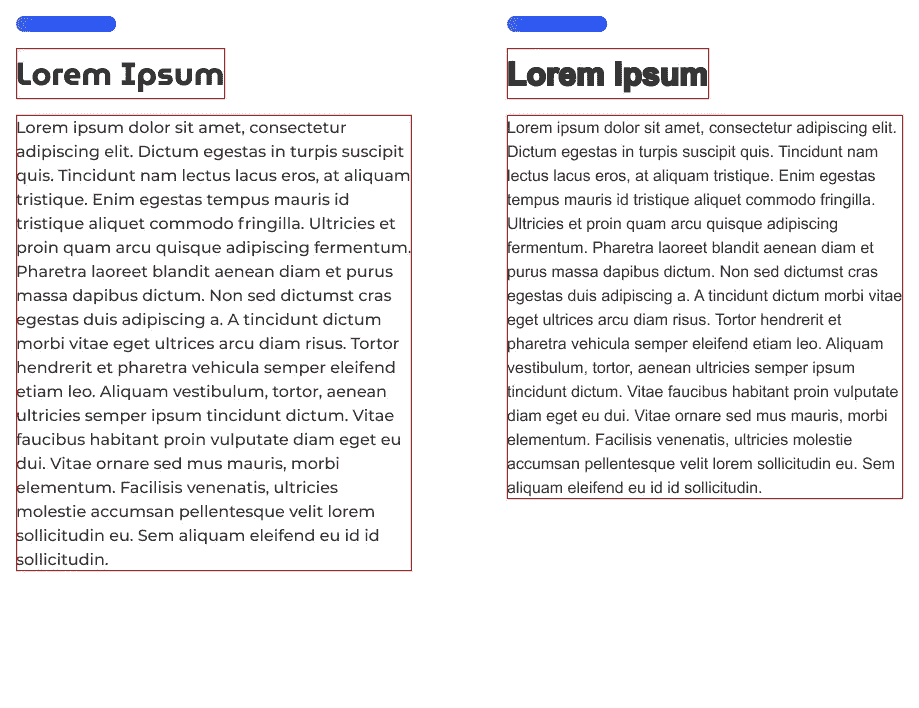 Lorem Ipsum
Lorem ipsum dolor sit amet, consectetur
adipiscing elit. Dictum egestas in turpis suscipit
quis. Tincidunt nam lectus lacus eros, at aliquam
tristique. Enim egestas tempus mauris id
tristique aliquet commodo fringilla. Ultricies et
proin quam arcu quisque adipiscing fermentum.
Pharetra laoreet blandit aenean diam et purus
massa dapibus dictum. Non sed dictumst cras
egestas duis adipiscing a. A tincidunt dictum
morbi vitae eget ultrices arcu diam risus. Tortor
hendrerit et pharetra vehicula semper eleifend
etiam leo. Aliquam vestibulum, tortor, aenean
ultricies semper ipsum tincidunt dictum. Vitae
faucibus habitant proin vulputate diam eget eu
dui. Vitae ornare sed mus mauris, morbi
elementum. Facilisis venenatis, ultricies
molestie accumsan pellentesque velit lorem
sollicitudin eu. Sem aliquam eleifend eu id id
sollicitudin.
Lorem Ipsum
Lorem ipsum dolor sit amet, consectetur adipiscing elit.
Dictum egestas in turpis suscipit quis. Tincidunt nam
lectus lacus eros, at aliquam tristique. Enim egestas
tempus mauris id tristique aliquet commodo fringilla.
Ultricies et proin quam arcu quisque adipiscing
fermentum. Pharetra laoreet blandit aenean diam et
purus massa dapibus dictum. Non sed dictumst cras
egestas duis adipiscing a. A tincidunt dictum morbi vitae
eget ultrices arcu diam risus. Tortor hendrerit et
pharetra vehicula semper eleifend etiam leo. Aliquam
vestibulum, tortor, aenean ultricies semper ipsum
tincidunt dictum. Vitae faucibus habitant proin vulputate
diam eget eu dui. Vitae ornare sed mus mauris, morbi
elementum. Facilisis venenatis, ultricies molestie
accumsan pellentesque velit lorem sollicitudin eu. Sem
aliquam eleifend eu id id sollicitudin.